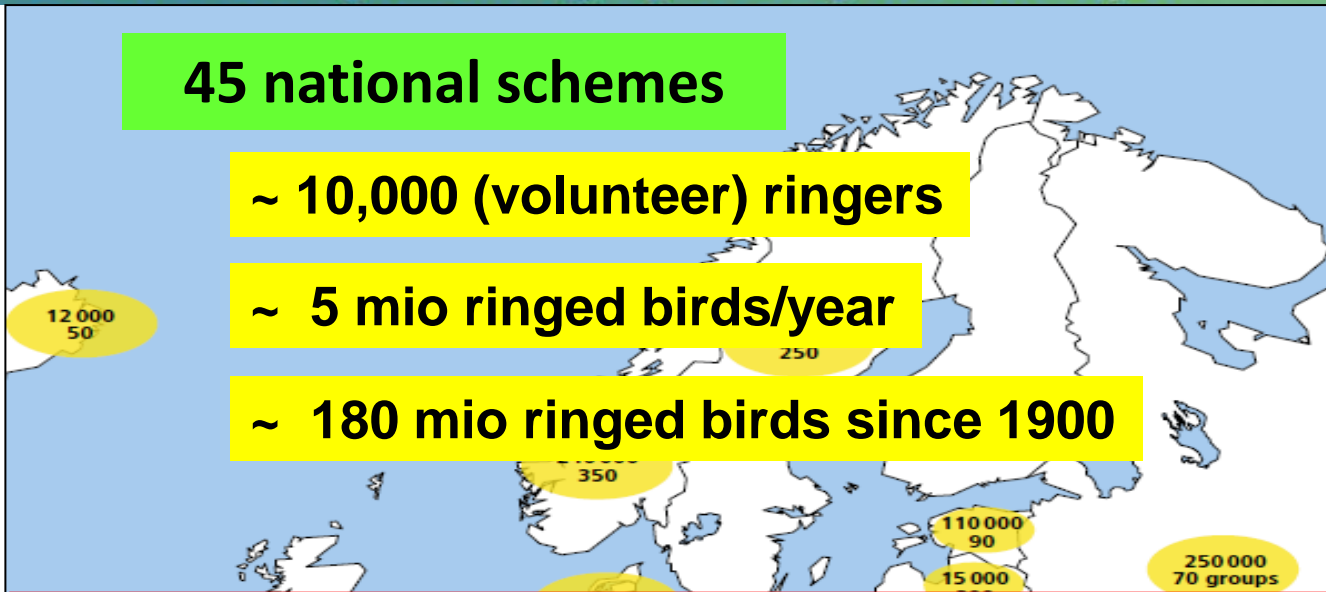 45 national schemes
~ 10,000 (volunteer) ringers
~ 5 mio ringed birds/year
~ 180 mio ringed birds since 1900
12 000
50
250
350
110 000
90
250 000
70 groups
15 000